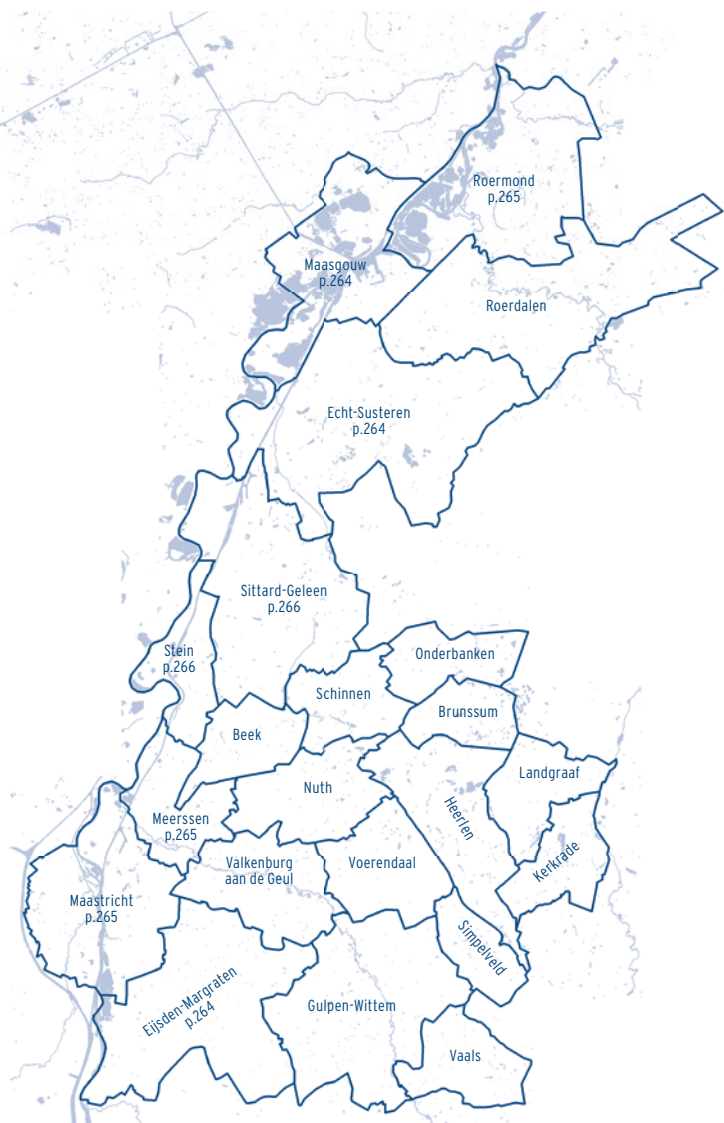 Roermond
p.265
Maasgouw
p.264
Roerdalen
Echt-Susteren
p.264
Sittard-Geleen
p.266
Stein
p.266
Onderbanken
Schinnen
Brunssum
Beek
Landgraaf
Nuth
Heerlen
Meerssen
p.265
Kerkrade
Valkenburg
aan de Geul
Voerendaal
Maastricht
p.265
Simpelveld
Eijsden-Margraten
p.264
Gulpen-Wittem
Vaals